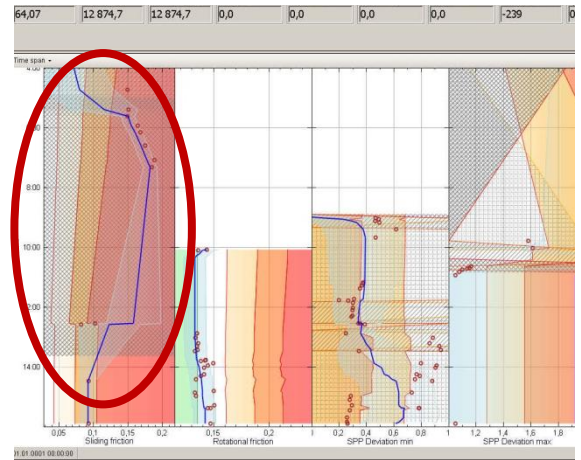 64,07 12 874,7 12 874,7 0,0 0,0 0,0 0,0 -239
Time span
4:00
8:00
10:00
12:00
14:00
0,05 0,1 0,15 0,2 0,15 0,2 1 0,2 0,4 0,6 0,8 1 1,2 1,4 1,6 1,8
Sliding friction Rotational friction SPP Deviation min SPP Deviation max
01.01.0001 00:00:00